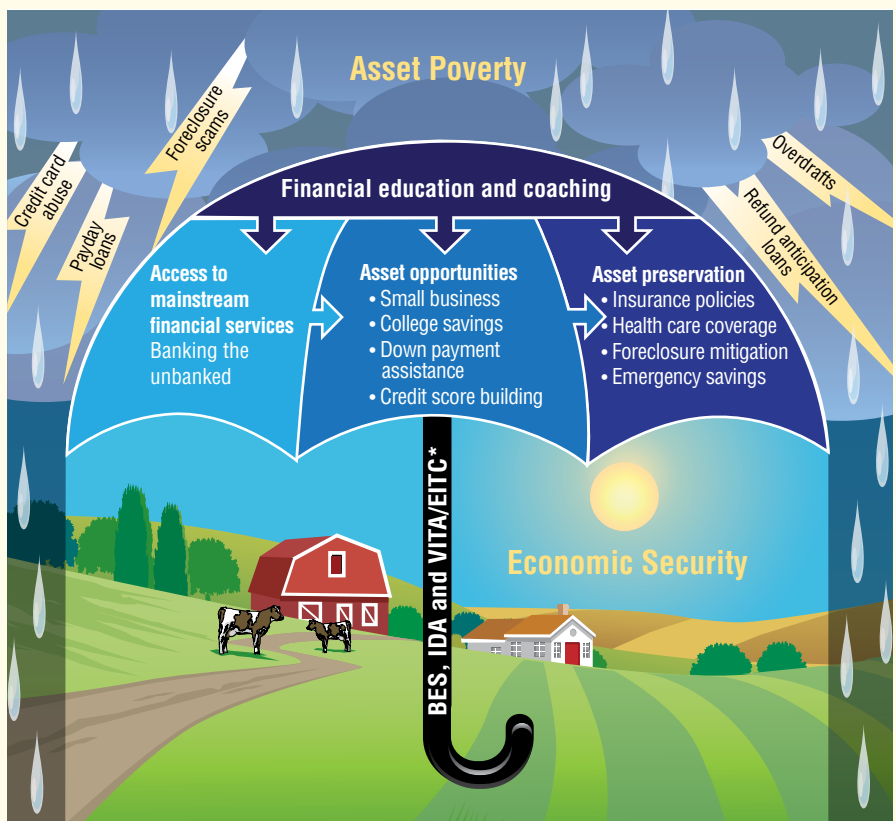 Asset Poverty
Foreclosure
scams
Credit card
abuse
Payday
loans
Overdrafts
Refund anticipation
loans
Financial education and coaching
Access to
mainstream
financial services
Banking the
unbanked
Asset opportunities
• Small business
• College savings
• Down payment
assistance
• Credit score building
Asset preservation
• Insurance policies
• Health care coverage
• Foreclosure mitigation
• Emergency savings
BES, IDA and VITA/EITC*
Economic Security